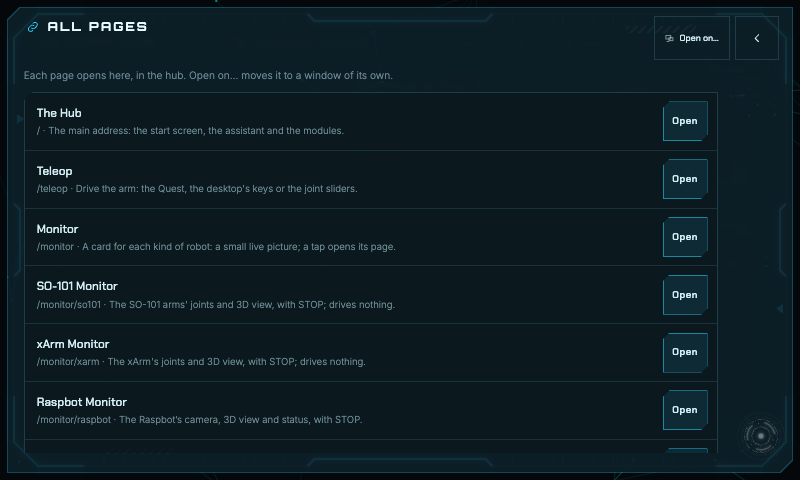 ALL PAGES
Open on...
Each page opens here, in the hub. Open on... moves it to a window of its own.
The Hub
/ · The main address: the start screen, the assistant and the modules.
Open
Teleop
/teleop · Drive the arm: the Quest, the desktop's keys or the joint sliders.
Open
Monitor
/monitor · A card for each kind of robot: a small live picture; a tap opens its page.
Open
SO-101 Monitor
/monitor/so101 · The SO-101 arms' joints and 3D view, with STOP; drives nothing.
Open
xArm Monitor
/monitor/xarm · The xArm's joints and 3D view, with STOP; drives nothing.
Open
Raspbot Monitor
/monitor/raspbot · The Raspbot's camera, 3D view and status, with STOP.
Open